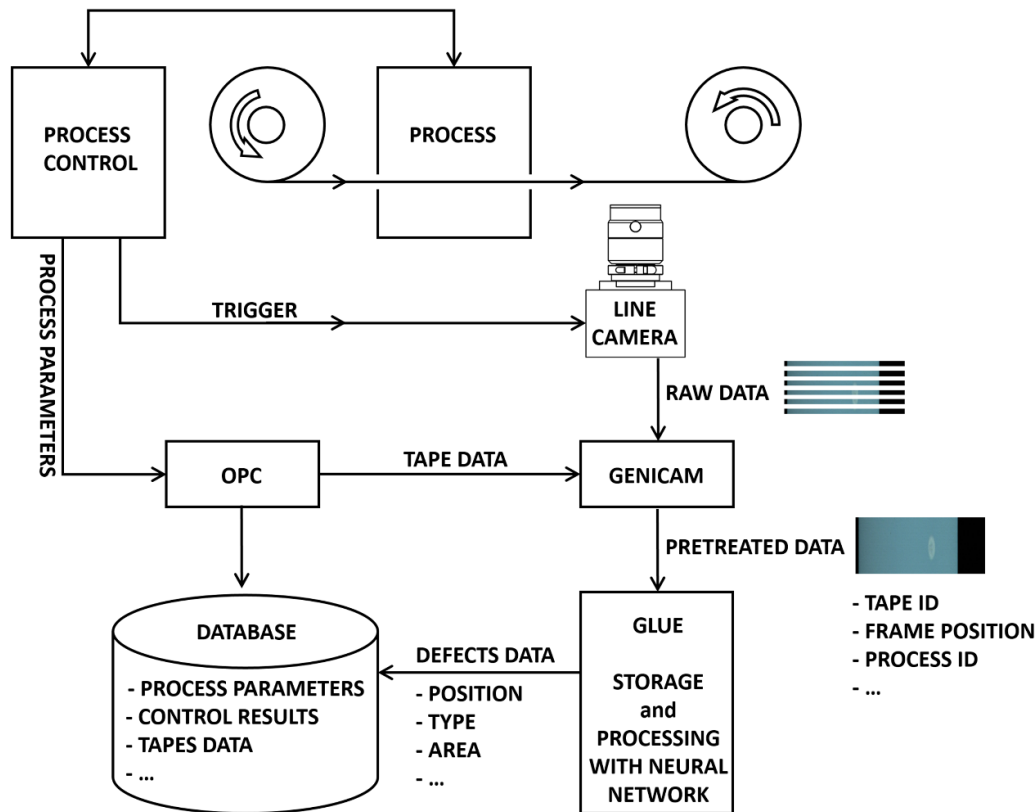 PROCESS
CONTROL
PROCESS
PROCESS PARAMETERS
TRIGGER
LINE
CAMERA
RAW DATA
OPC
TAPE DATA
GENICAM
PRETREATED DATA
- TAPE ID
- FRAME POSITION
- PROCESS ID
- ...
DATABASE
- PROCESS PARAMETERS
- CONTROL RESULTS
- TAPES DATA
- ...
DEFECTS DATA
- POSITION
- TYPE
- AREA
- ...
GLUE
STORAGE
and
PROCESSING
WITH NEURAL
NETWORK